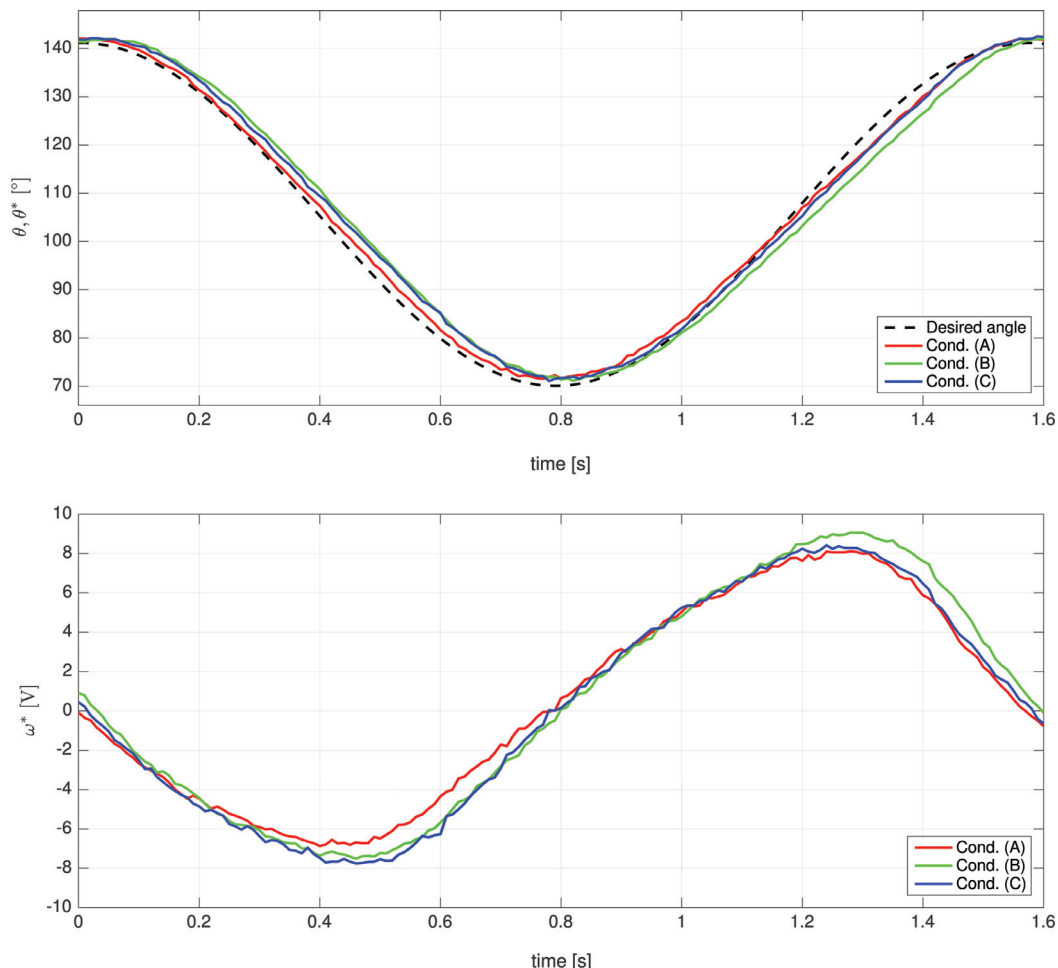 140
130
120
110
100
90
80
70
θ, θ* [°]
0 0.2 0.4 0.6 0.8 1 1.2 1.4 1.6
time [s]
Desired angle
Cond. (A)
Cond. (B)
Cond. (C)
10
8
6
4
2
0
-2
-4
-6
-8
-10
ω* [V]
0 0.2 0.4 0.6 0.8 1 1.2 1.4 1.6
time [s]
Cond. (A)
Cond. (B)
Cond. (C)